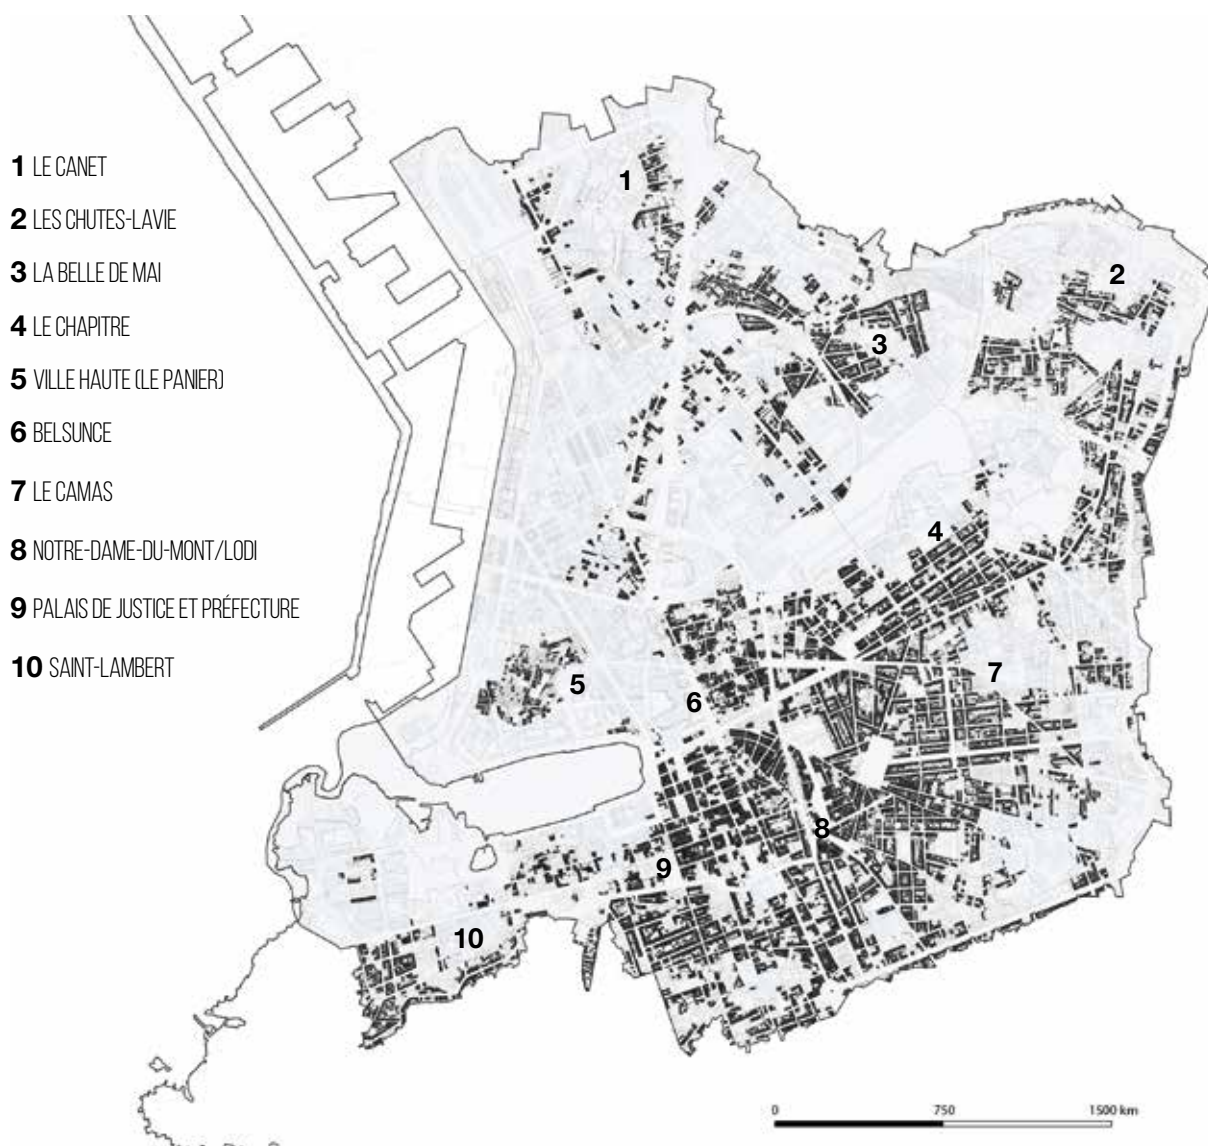 1 LE CANET
2 LES CHUTES-LAVIE
3 LA BELLE DE MAI
4 LE CHAPITRE
5 VILLE HAUTE (LE PANIER)
6 BELSUNCE
7 LE CAMAS
8 NOTRE-DAME-DU-MONT/LODI
9 PALAIS DE JUSTICE ET PRÉFECTURE
10 SAINT-LAMBERT
1
2
3
4
5
6
7
8
9
10
0 750 1500 km